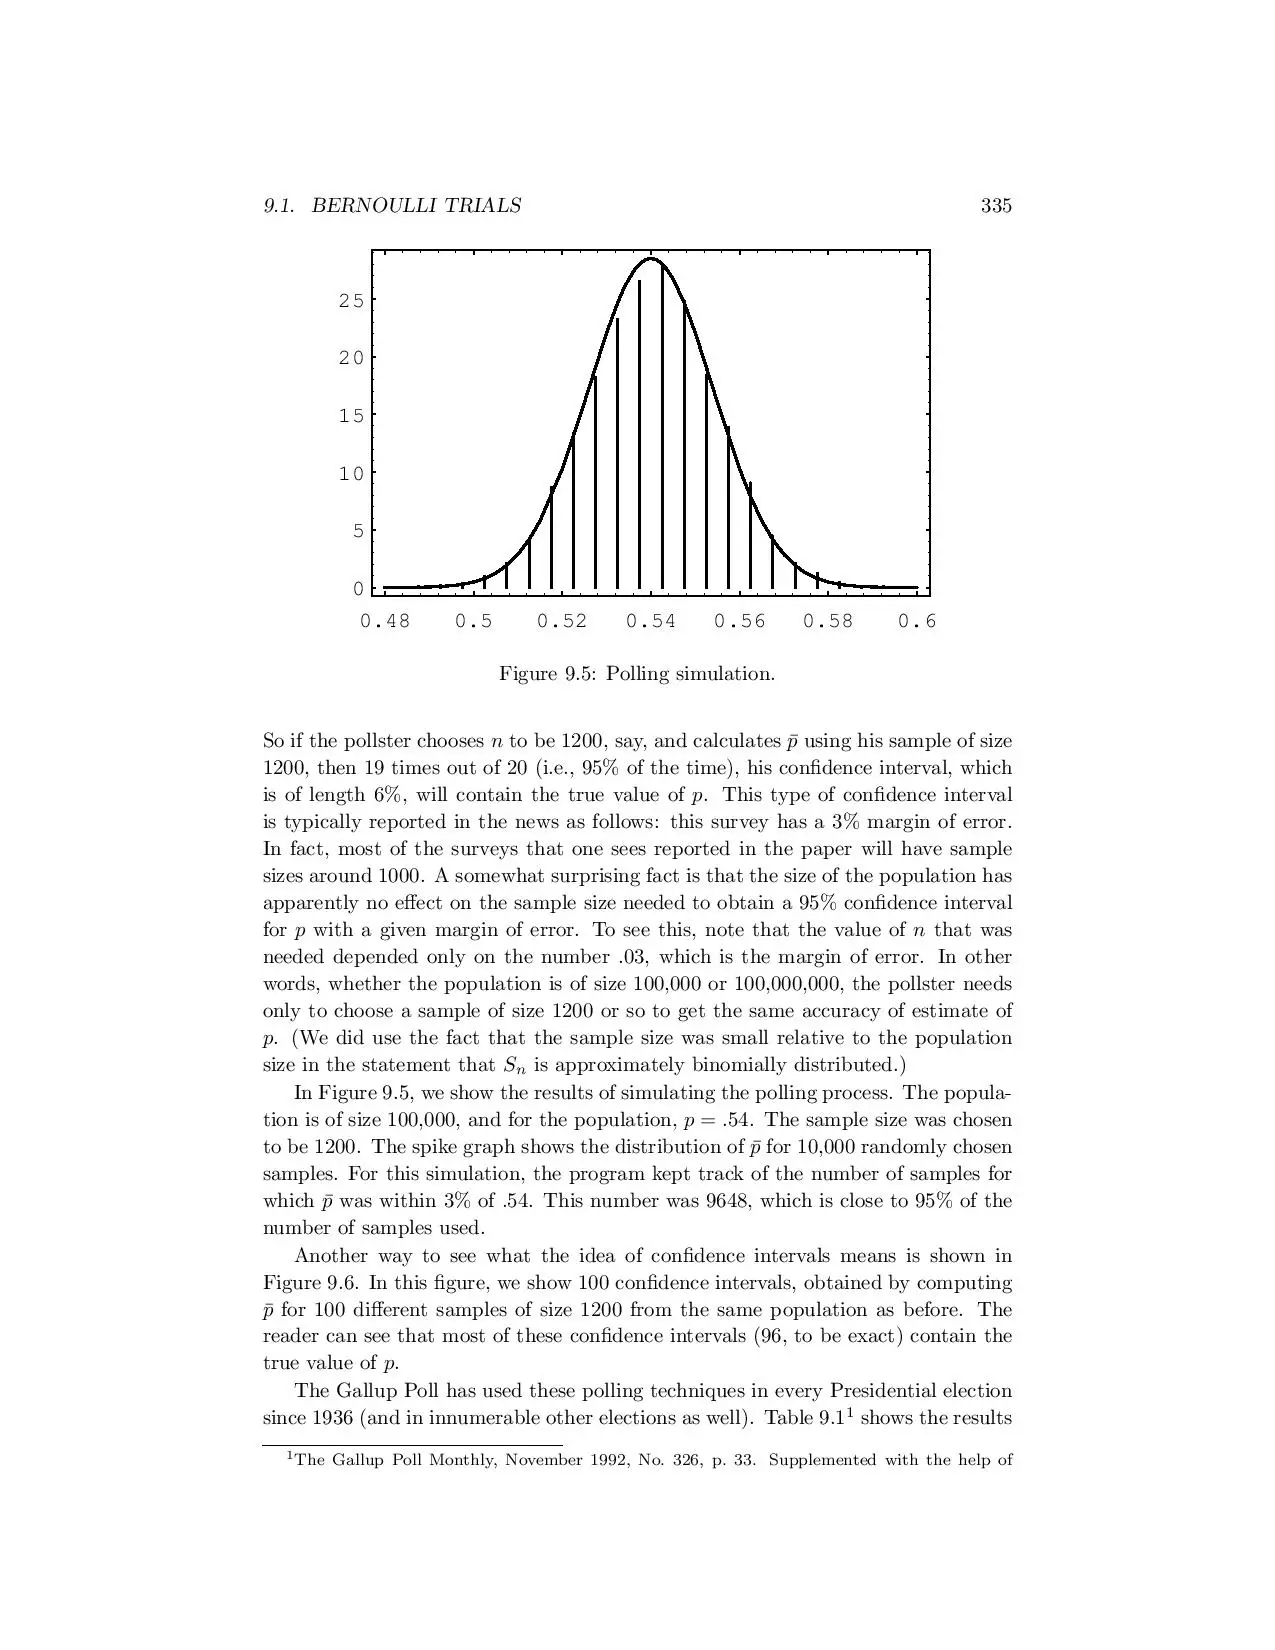 9.1. BERNOULLI TRIALS 335
25
20
15
10
5
0
0.48 0.5 0.52 0.54 0.56 0.58 0.6
Figure 9.5: Polling simulation.
So if the pollster chooses n to be 1200, say, and calculates p̄ using his sample of size
1200, then 19 times out of 20 (i.e., 95% of the time), his confidence interval, which
is of length 6%, will contain the true value of p. This type of confidence interval
is typically reported in the news as follows: this survey has a 3% margin of error.
In fact, most of the surveys that one sees reported in the paper will have sample
sizes around 1000. A somewhat surprising fact is that the size of the population has
apparently no effect on the sample size needed to obtain a 95% confidence interval
for p with a given margin of error. To see this, note that the value of n that was
needed depended only on the number .03, which is the margin of error. In other
words, whether the population is of size 100,000 or 100,000,000, the pollster needs
only to choose a sample of size 1200 or so to get the same accuracy of estimate of
p. (We did use the fact that the sample size was small relative to the population
size in the statement that Sₙ is approximately binomially distributed.)
In Figure 9.5, we show the results of simulating the polling process. The popula-
tion is of size 100,000, and for the population, p = .54. The sample size was chosen
to be 1200. The spike graph shows the distribution of p̄ for 10,000 randomly chosen
samples. For this simulation, the program kept track of the number of samples for
which p̄ was within 3% of .54. This number was 9648, which is close to 95% of the
number of samples used.
Another way to see what the idea of confidence intervals means is shown in
Figure 9.6. In this figure, we show 100 confidence intervals, obtained by computing
p̄ for 100 different samples of size 1200 from the same population as before. The
reader can see that most of these confidence intervals (96, to be exact) contain the
true value of p.
The Gallup Poll has used these polling techniques in every Presidential election
since 1936 (and in innumerable other elections as well). Table 9.1¹ shows the results
¹The Gallup Poll Monthly, November 1992, No. 326, p. 33. Supplemented with the help of